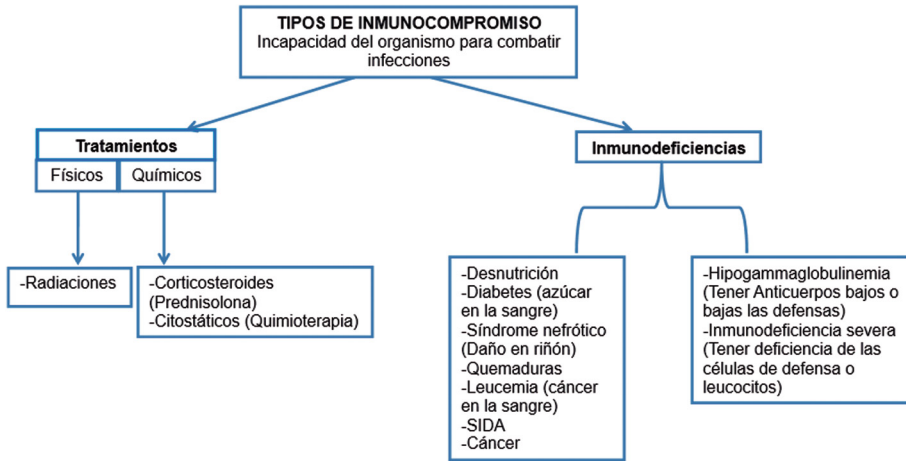 TIPOS DE INMUNOCOMPROMISO
Incapacidad del organismo para combatir
infecciones
Tratamientos
Físicos
Químicos
-Radiaciones
-Corticosteroides
(Prednisolona)
-Citostáticos (Quimioterapia)
Inmunodeficiencias
-Desnutrición
-Diabetes (azúcar
en la sangre)
-Síndrome nefrótico
(Daño en riñón)
-Quemaduras
-Leucemia (cáncer
en la sangre)
-SIDA
-Cáncer
-Hipogammaglobulinemia
(Tener Anticuerpos bajos o
bajas las defensas)
-Inmunodeficiencia severa
(Tener deficiencia de las
células de defensa o
leucocitos)